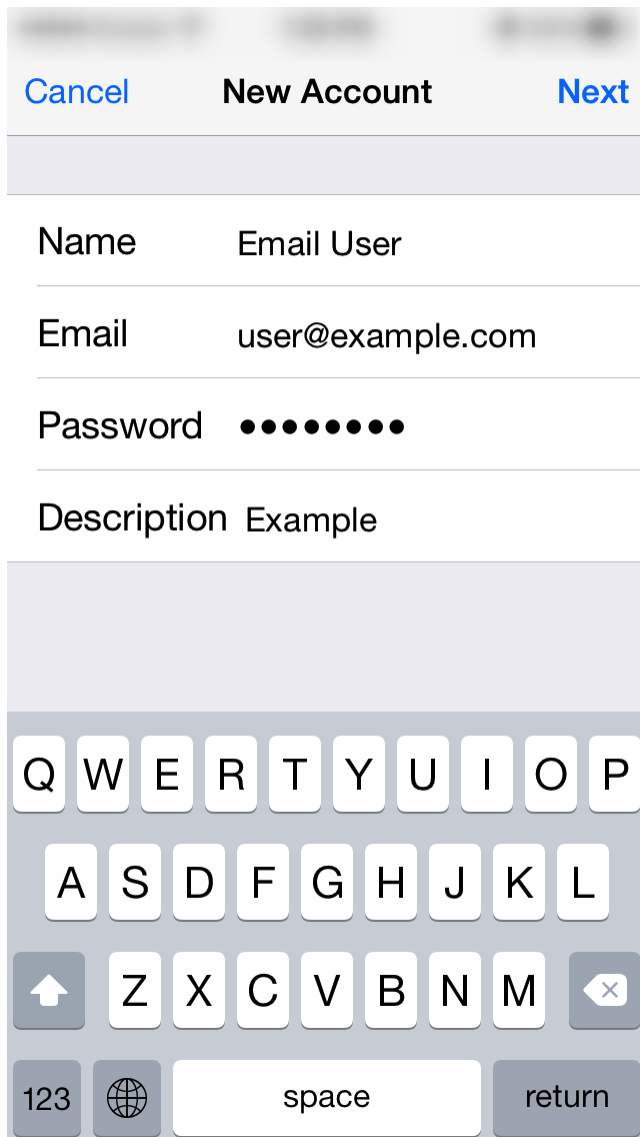 Cancel New Account Next
Name Email User
Email user@example.com
Password ••••••••
Description Example
Q W E R T Y U I O P
A S D F G H J K L
Z X C V B N M
123 space return